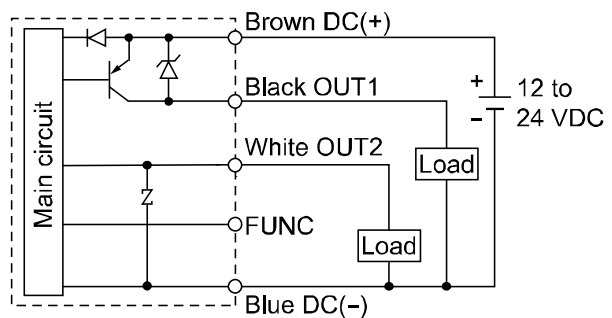 Brown DC(+)
Main circuit
Black OUT1
+
−
12 to
24 VDC
White OUT2
Load
FUNC
Load
Blue DC(−)